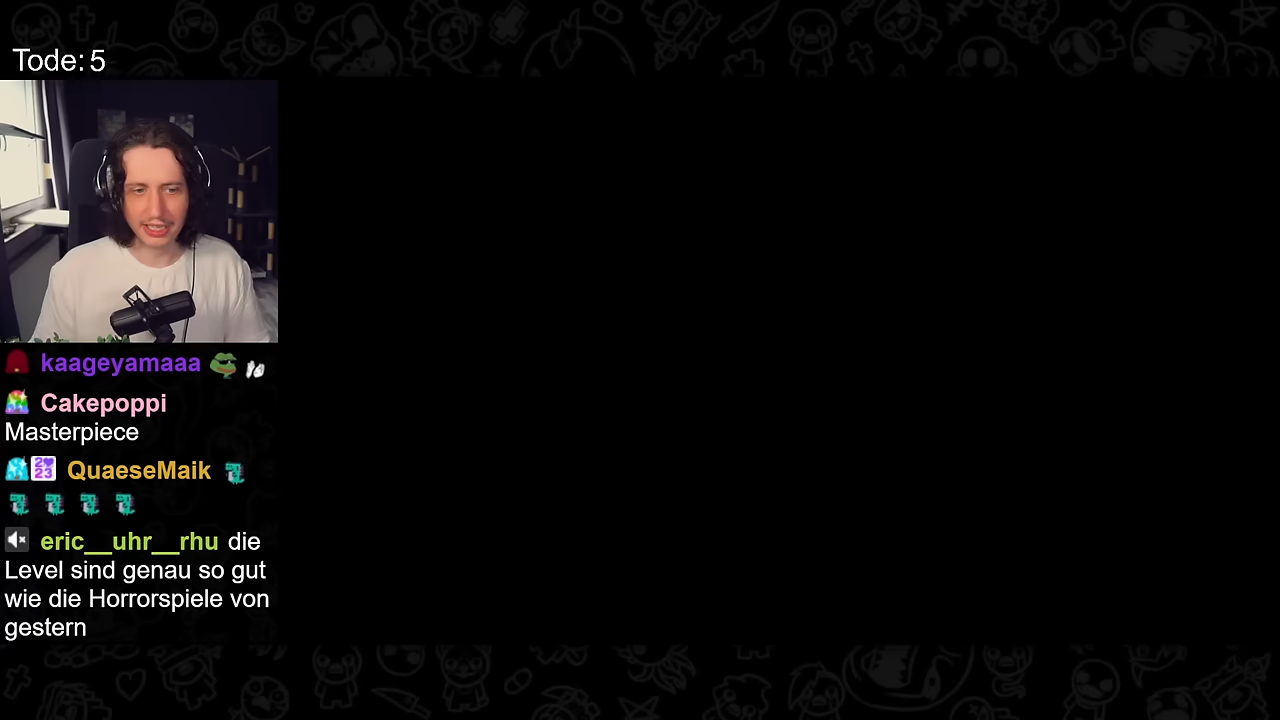 Tode: 5
kaageyamaaa
Cakepoppi
Masterpiece
QuaeseMaik
eric__uhr__rhu die
Level sind genau so gut
wie die Horrorspiele von
gestern